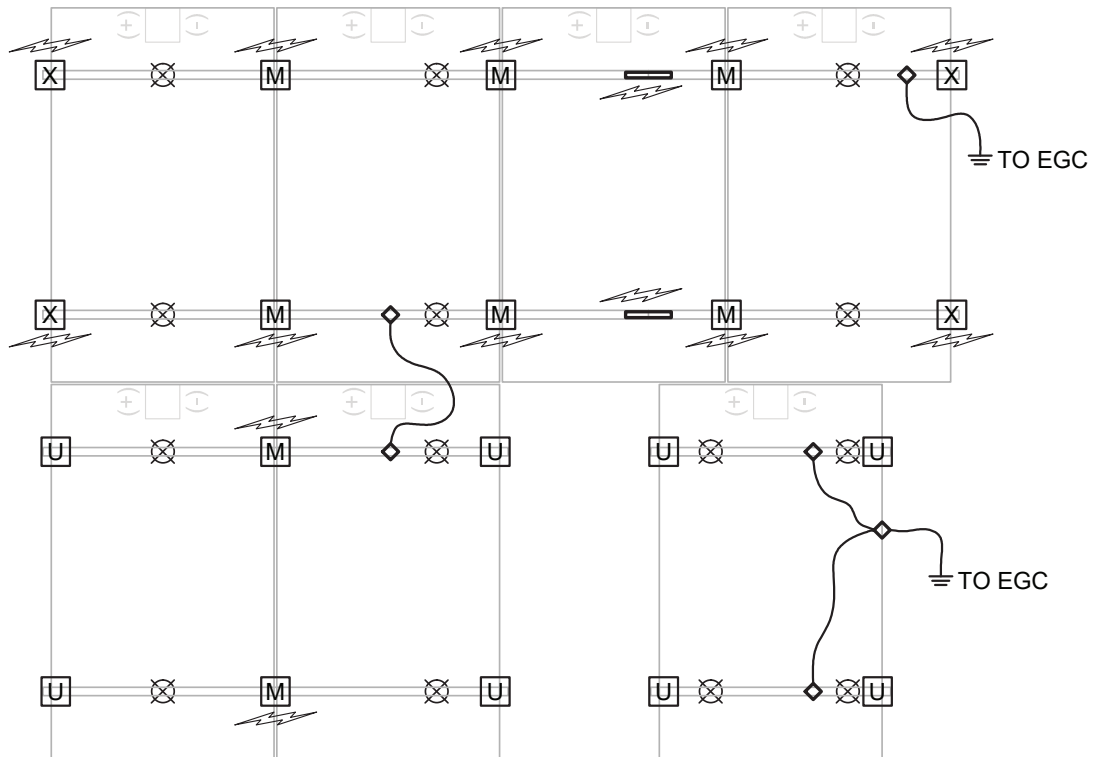 (+) (-) (+) (-) (+) (-) (+) (-)
X M M M X
TO EGC
X M M M X
(+) (-) (+) (-) (+) (-)
U M U U U
TO EGC
U M U U U